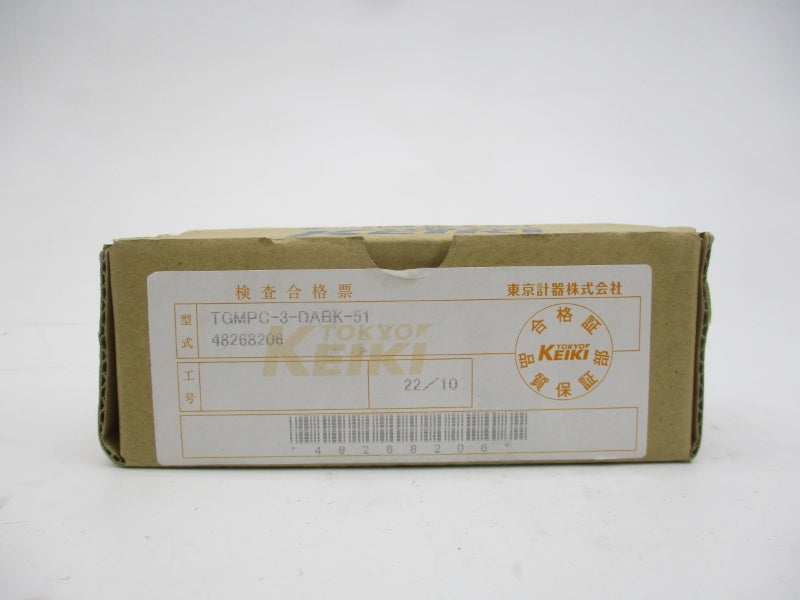 検査合格票
東京計器株式会社
型式
TGMPC-3-DABK-51
48268206
TOKYO
KEIKI
工号
22/10
合格証
TOKYO
KEIKI
品質保証
*48268206*